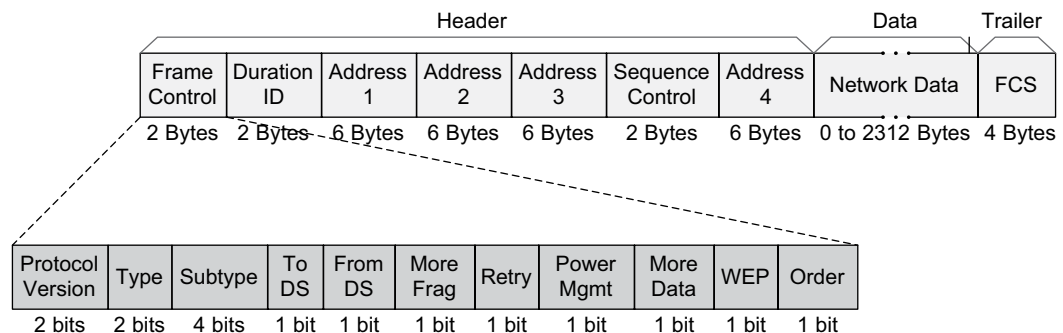 Header Data Trailer
Frame Control Duration ID Address 1 Address 2 Address 3 Sequence Control Address 4 Network Data FCS
2 Bytes 2 Bytes 6 Bytes 6 Bytes 6 Bytes 2 Bytes 6 Bytes 0 to 2312 Bytes 4 Bytes
Protocol Version Type Subtype To DS From DS More Frag Retry Power Mgmt More Data WEP Order
2 bits 2 bits 4 bits 1 bit 1 bit 1 bit 1 bit 1 bit 1 bit 1 bit 1 bit